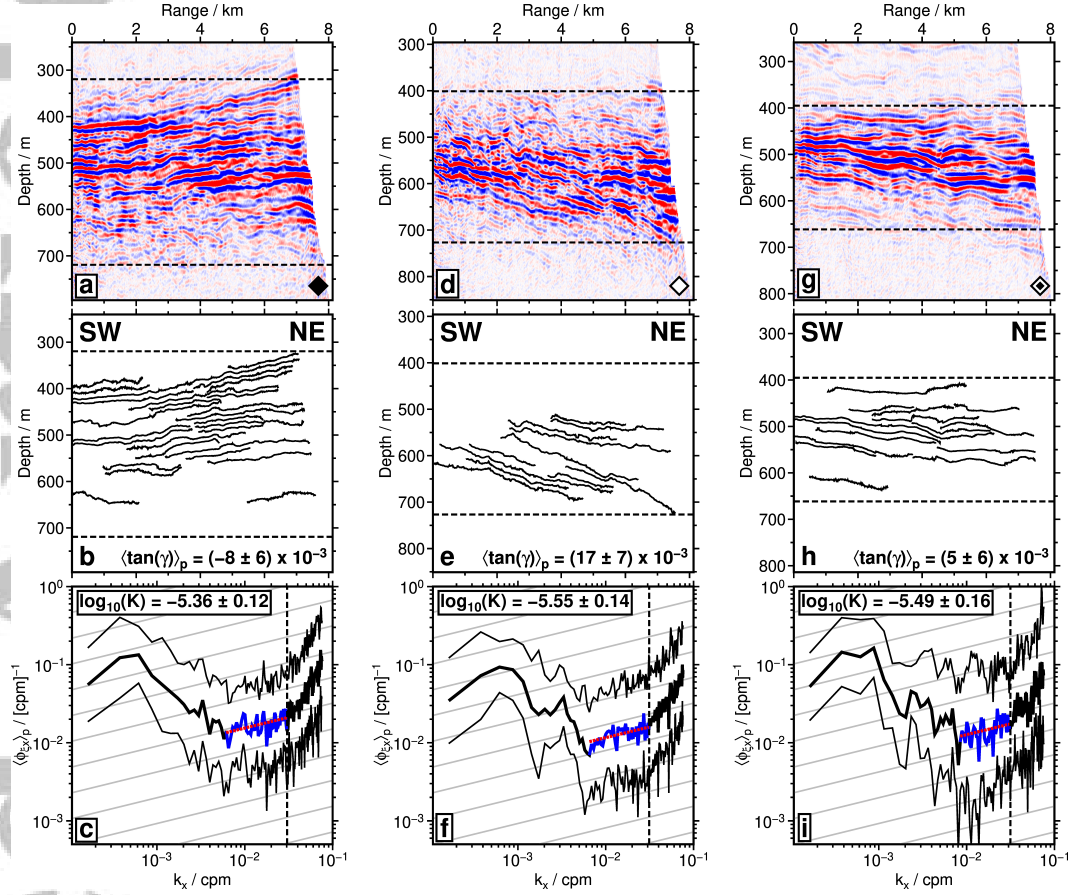 Range / km
Range / km
Range / km
0 2 4 6 8
0 2 4 6 8
0 2 4 6 8
Depth / m
300
400
500
600
700
a
Depth / m
300
400
500
600
700
800
d
Depth / m
300
400
500
600
700
800
g
SW NE
Depth / m
300
400
500
600
700
b ⟨tan(γ)⟩p = (−8 ± 6) x 10⁻³
SW NE
Depth / m
300
400
500
600
700
800
e ⟨tan(γ)⟩p = (17 ± 7) x 10⁻³
SW NE
Depth / m
300
400
500
600
700
800
h ⟨tan(γ)⟩p = (5 ± 6) x 10⁻³
log₁₀(K) = −5.36 ± 0.12
⟨ϕξx⟩p / [cpm]⁻¹
10⁰
10⁻¹
10⁻²
10⁻³
c
10⁻³ 10⁻² 10⁻¹
kx / cpm
log₁₀(K) = −5.55 ± 0.14
⟨ϕξx⟩p / [cpm]⁻¹
10⁰
10⁻¹
10⁻²
10⁻³
f
10⁻³ 10⁻² 10⁻¹
kx / cpm
log₁₀(K) = −5.49 ± 0.16
⟨ϕξx⟩p / [cpm]⁻¹
10⁰
10⁻¹
10⁻²
10⁻³
i
10⁻³ 10⁻² 10⁻¹
kx / cpm